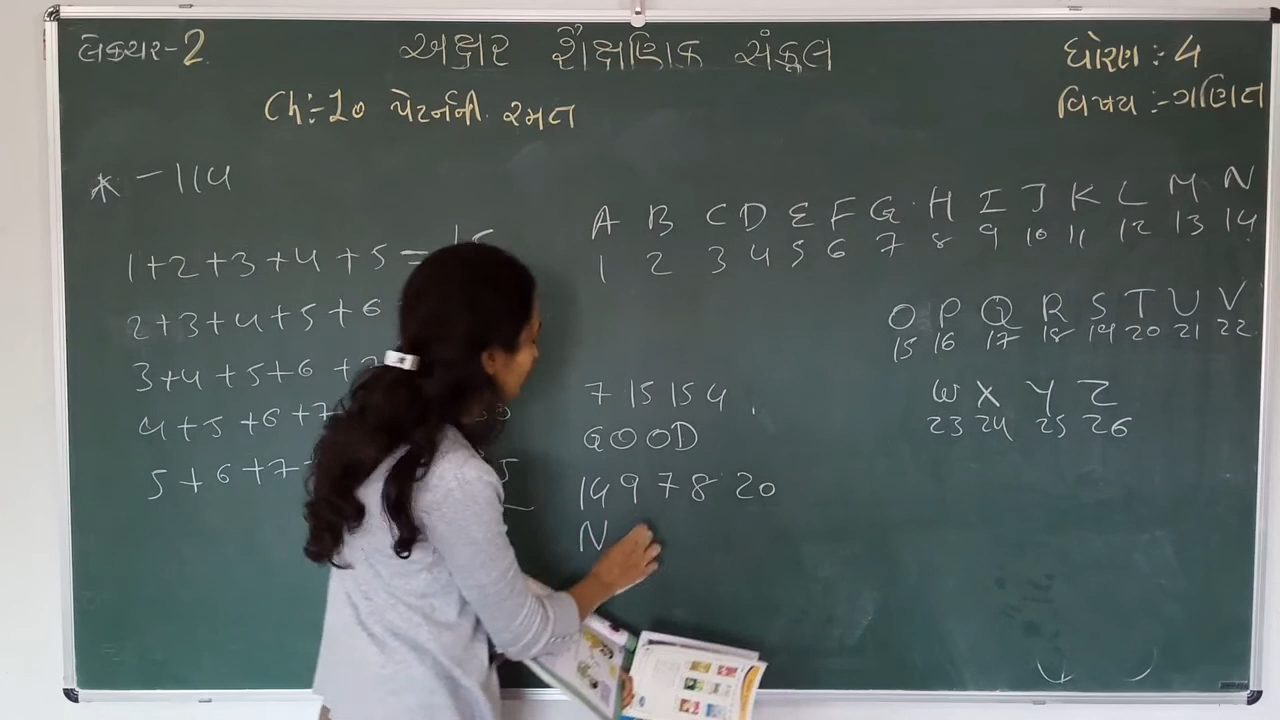 લેક્ચર-2
અક્ષર શૈક્ષણિક સંકૂલ
ધોરણ : 4
વિષય :- ગણિત
Ch:-10 પેટર્નની રમત
* - 114
1+2+3+4+5=15
2+3+4+5+6
3+4+5+6+7
4+5+6+7
5+6+7+
A B C D E F G H I J K L M N
1 2 3 4 5 6 7 8 9 10 11 12 13 14
O P Q R S T U V
15 16 17 18 19 20 21 22
W X Y Z
23 24 25 26
7 15 15 4
GOOD
14 9 7 8 20
N